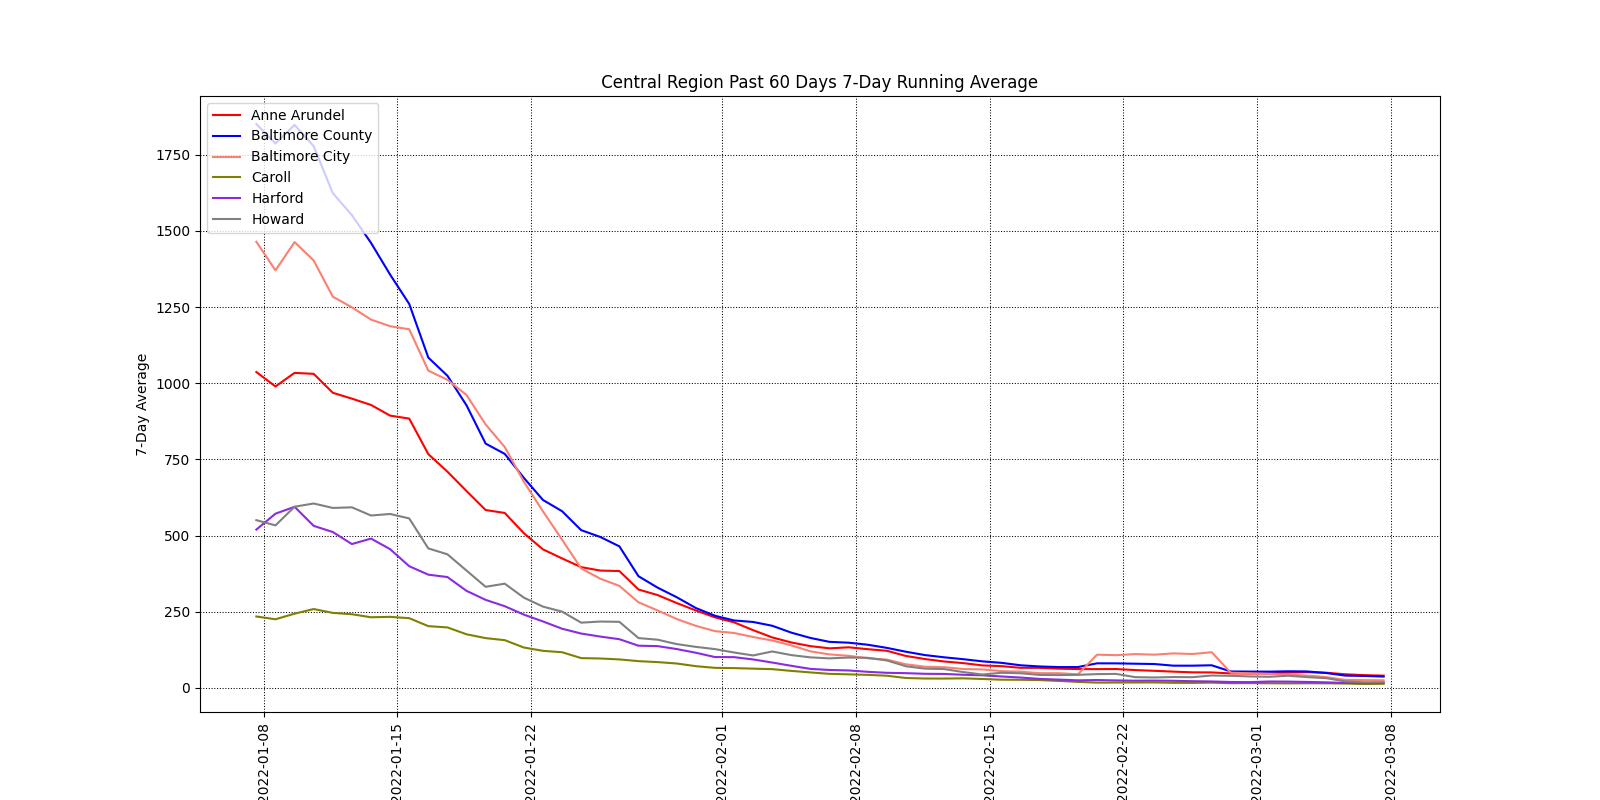 Central Region Past 60 Days 7-Day Running Average
Anne Arundel
Baltimore County
Baltimore City
Caroll
Harford
Howard
7-Day Average
1750
1500
1250
1000
750
500
250
0
2022-01-08
2022-01-15
2022-01-22
2022-02-01
2022-02-08
2022-02-15
2022-02-22
2022-03-01
2022-03-08